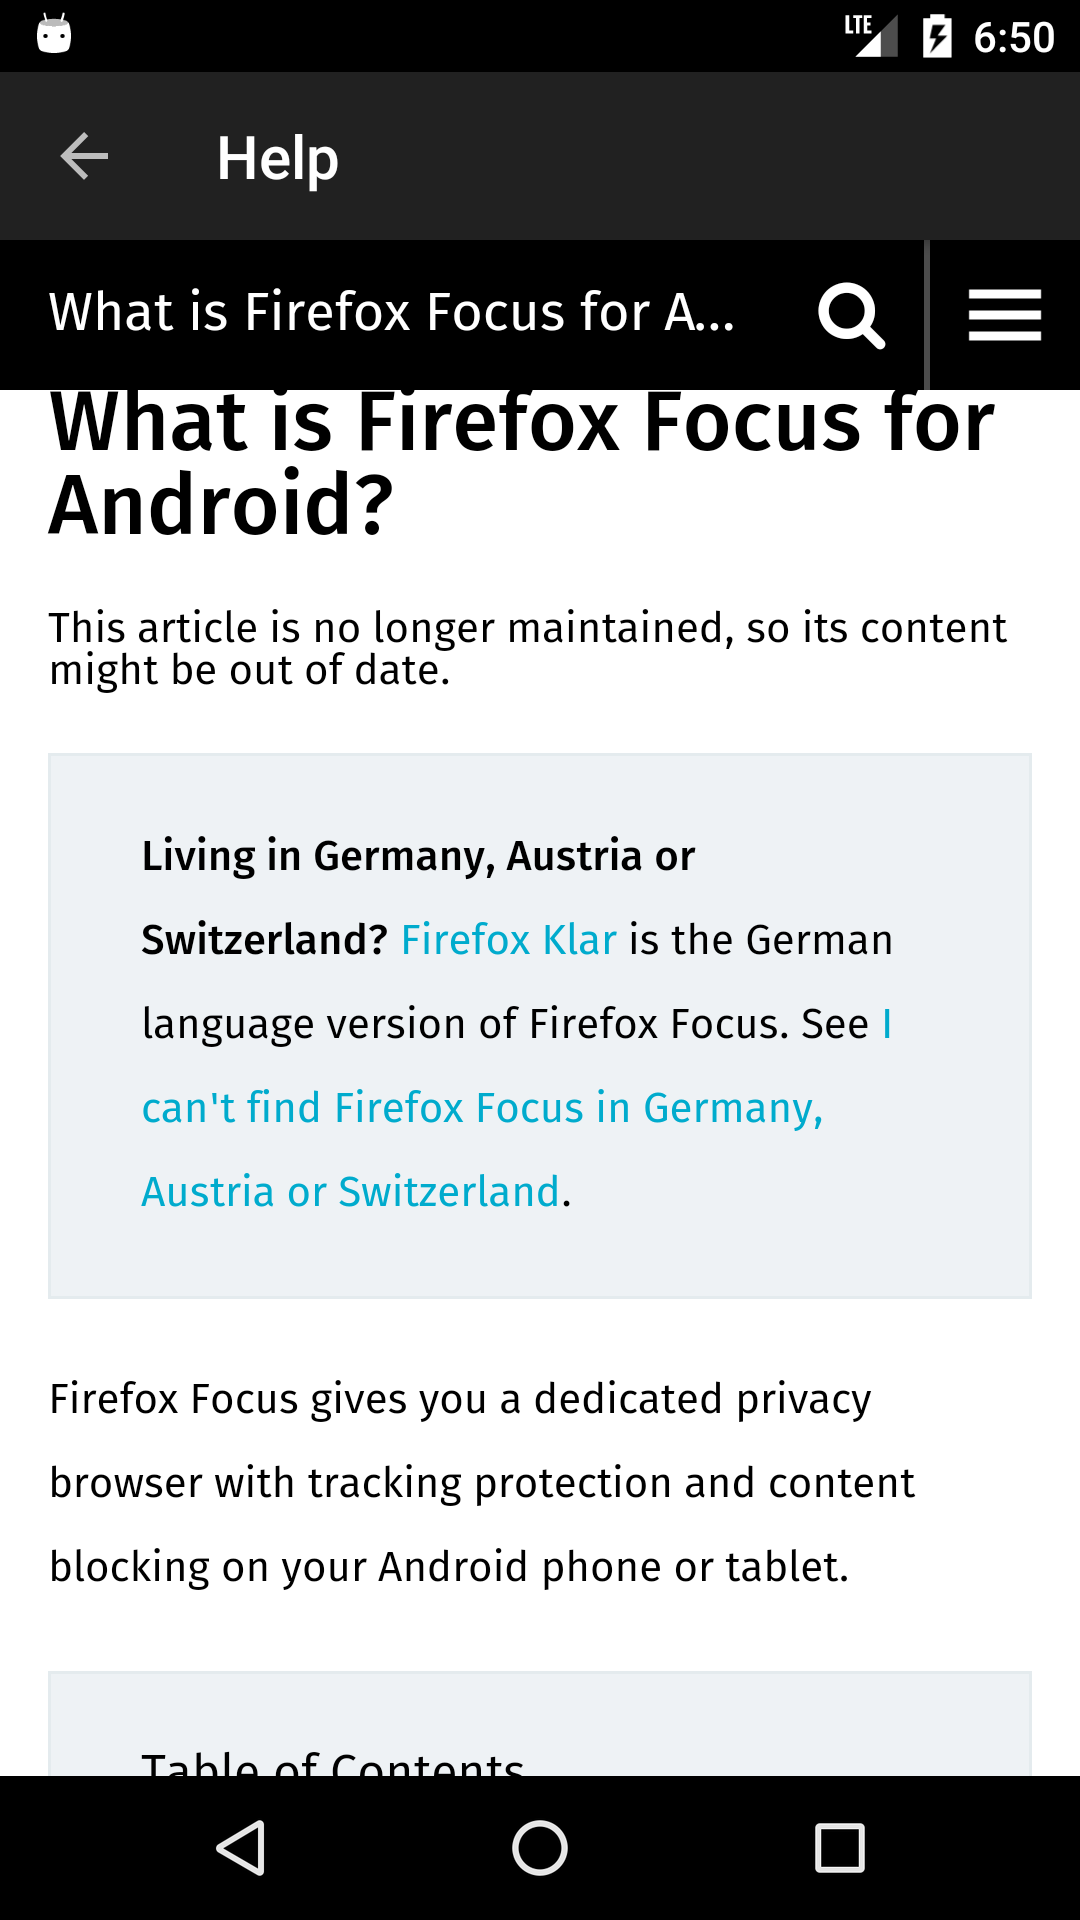 LTE 6:50
Help
What is Firefox Focus for A...
What is Firefox Focus for
Android?
This article is no longer maintained, so its content
might be out of date.
Living in Germany, Austria or
Switzerland? Firefox Klar is the German
language version of Firefox Focus. See I
can't find Firefox Focus in Germany,
Austria or Switzerland.
Firefox Focus gives you a dedicated privacy
browser with tracking protection and content
blocking on your Android phone or tablet.
Table of Contents